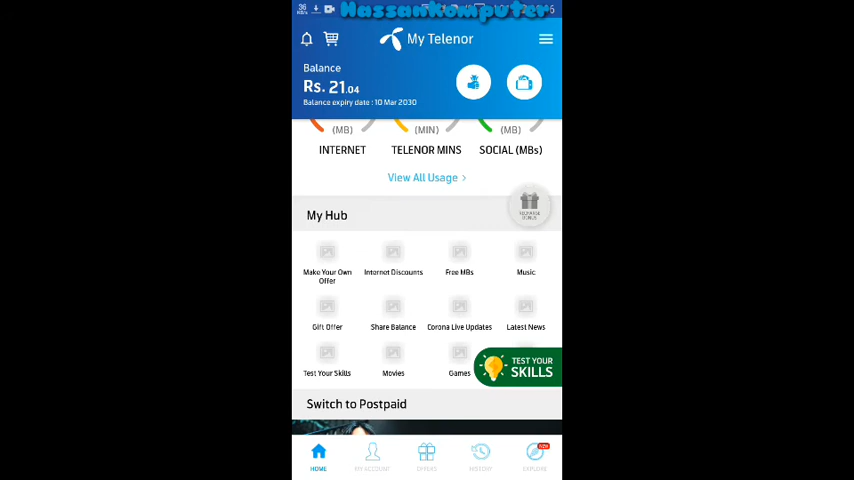 36
KB/s
Hassankomputer
My Telenor
Balance
Rs. 21.04
Balance expiry date : 10 Mar 2030
(MB) (MIN) (MB)
INTERNET TELENOR MINS SOCIAL (MBs)
View All Usage >
My Hub
Make Your Own Offer Internet Discounts Free MBs Music
Gift Offer Share Balance Corona Live Updates Latest News
Test Your Skills Movies Games
TEST YOUR
SKILLS
Switch to Postpaid
HOME MY ACCOUNT OFFERS HISTORY EXPLORE